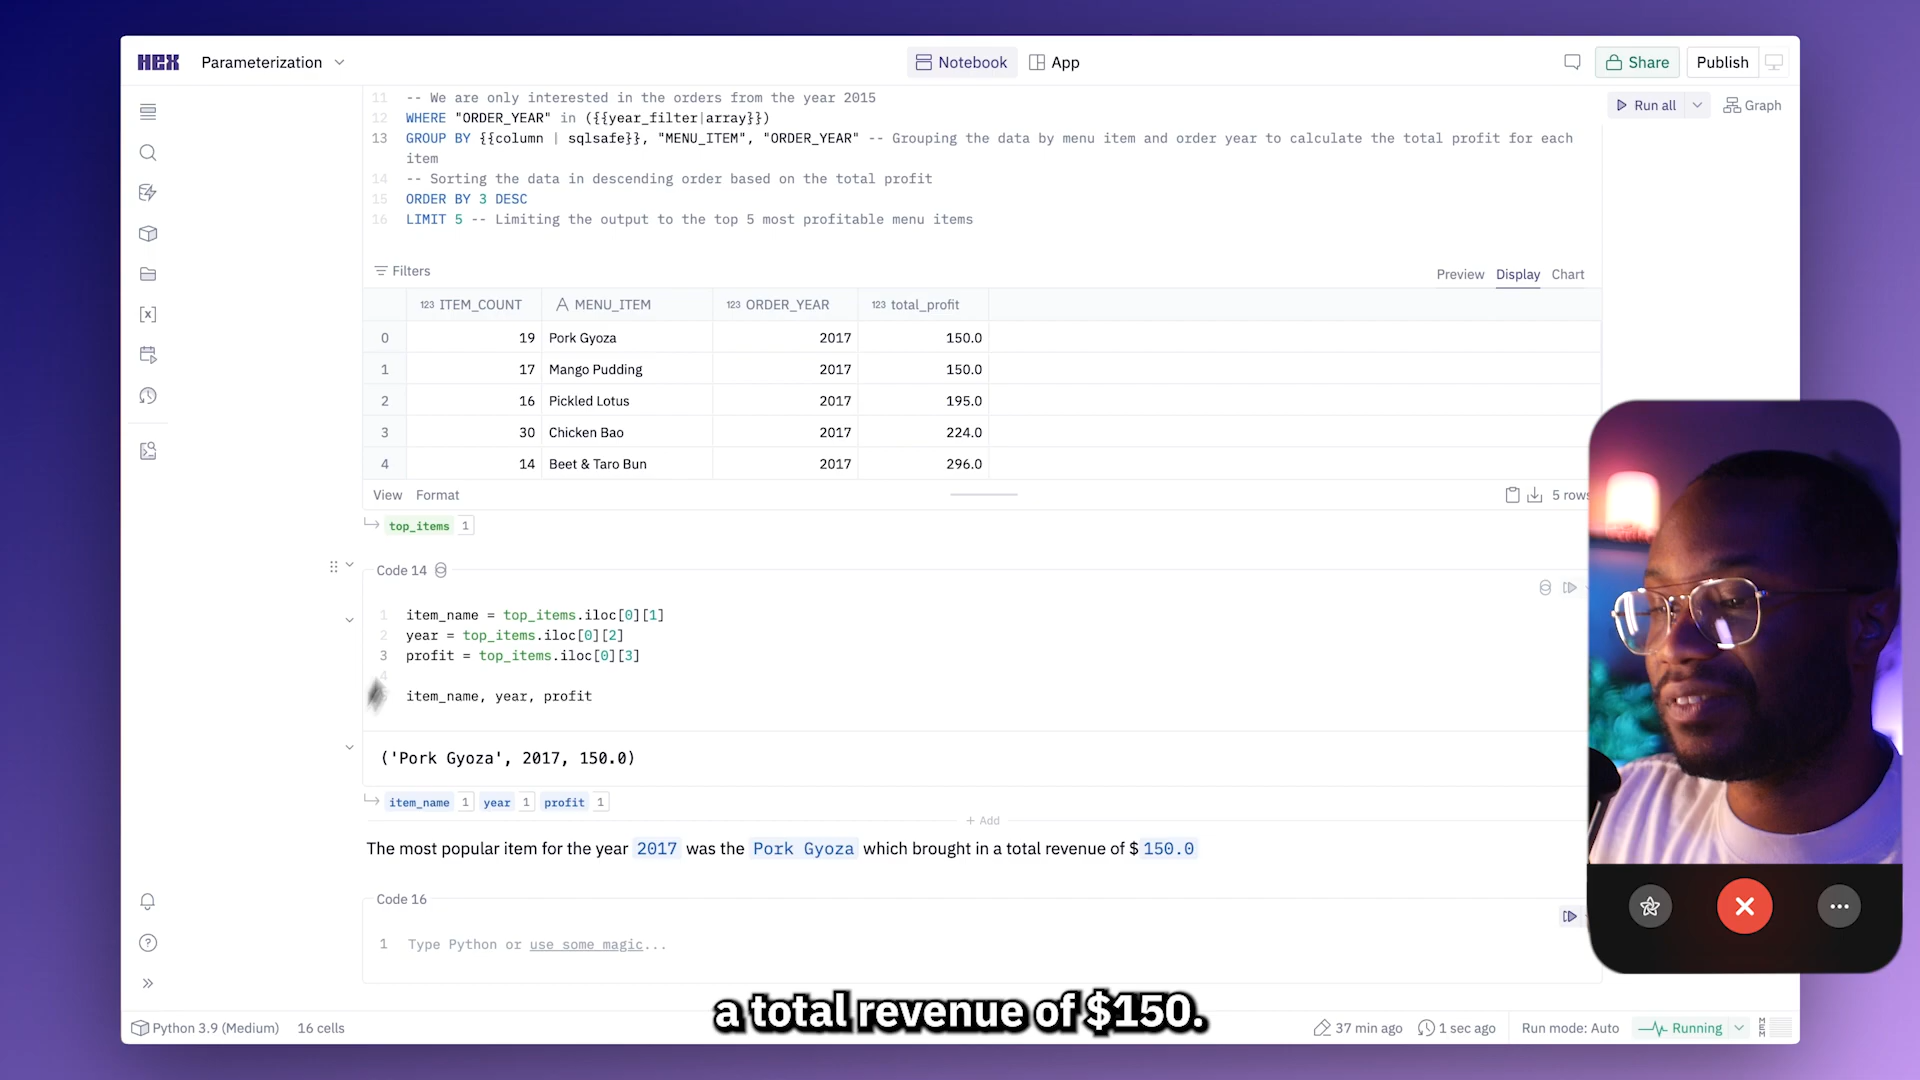 HEX
Parameterization
Notebook
App
Share
Publish
Run all
Graph
11 -- We are only interested in the orders from the year 2015
12 WHERE "ORDER_YEAR" in ({{year_filter|array}})
13 GROUP BY {{column | sqlsafe}}, "MENU_ITEM", "ORDER_YEAR" -- Grouping the data by menu item and order year to calculate the total profit for each
item
14 -- Sorting the data in descending order based on the total profit
15 ORDER BY 3 DESC
16 LIMIT 5 -- Limiting the output to the top 5 most profitable menu items
Filters
Preview Display Chart
123 ITEM_COUNT A MENU_ITEM 123 ORDER_YEAR 123 total_profit
0 19 Pork Gyoza 2017 150.0
1 17 Mango Pudding 2017 150.0
2 16 Pickled Lotus 2017 195.0
3 30 Chicken Bao 2017 224.0
4 14 Beet & Taro Bun 2017 296.0
View Format
5 rows
top_items 1
Code 14
1 item_name = top_items.iloc[0][1]
2 year = top_items.iloc[0][2]
3 profit = top_items.iloc[0][3]
4
item_name, year, profit
('Pork Gyoza', 2017, 150.0)
item_name 1 year 1 profit 1
+ Add
The most popular item for the year 2017 was the Pork Gyoza which brought in a total revenue of $ 150.0
Code 16
1 Type Python or use some magic...
a total revenue of $150.
Python 3.9 (Medium) 16 cells
37 min ago 1 sec ago Run mode: Auto Running
MEM